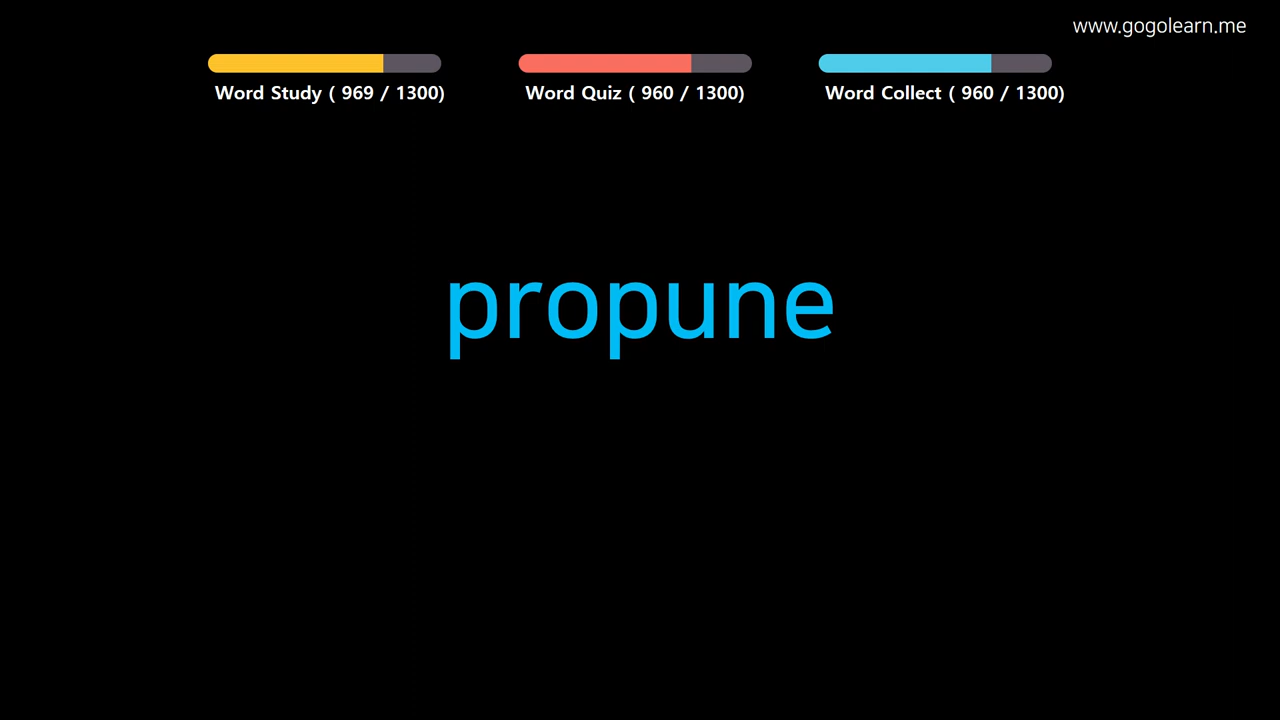 www.gogolearn.me
Word Study ( 969 / 1300)
Word Quiz ( 960 / 1300)
Word Collect ( 960 / 1300)
propune